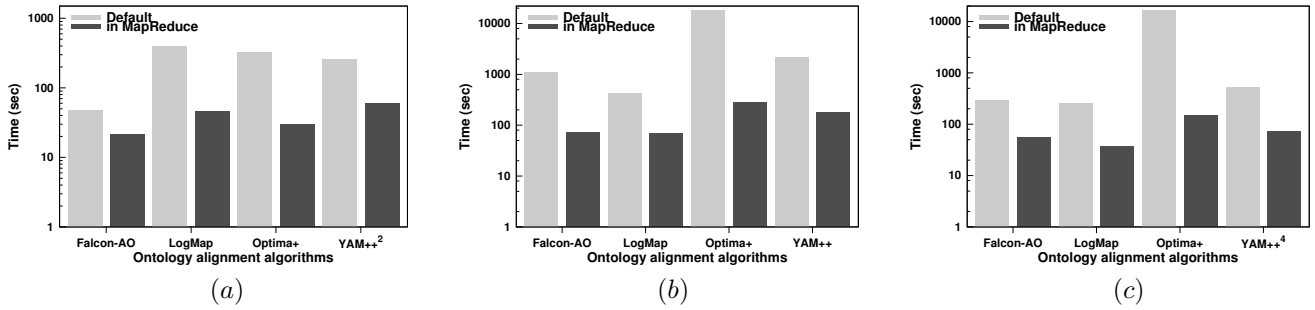 1000
100
10
1
Time (sec)
Default
in MapReduce
Falcon-AO LogMap Optima+ YAM++²
Ontology alignment algorithms
(a)
10000
1000
100
10
1
Time (sec)
Default
in MapReduce
Falcon-AO LogMap Optima+ YAM++
Ontology alignment algorithms
(b)
10000
1000
100
10
1
Time (sec)
Default
in MapReduce
Falcon-AO LogMap Optima+ YAM++⁴
Ontology alignment algorithms
(c)